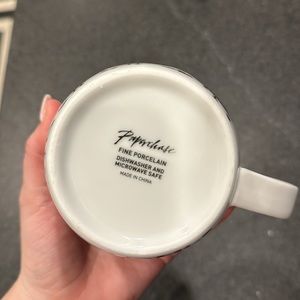 Paperchase
FINE PORCELAIN
DISHWASHER AND
MICROWAVE SAFE
MADE IN CHINA